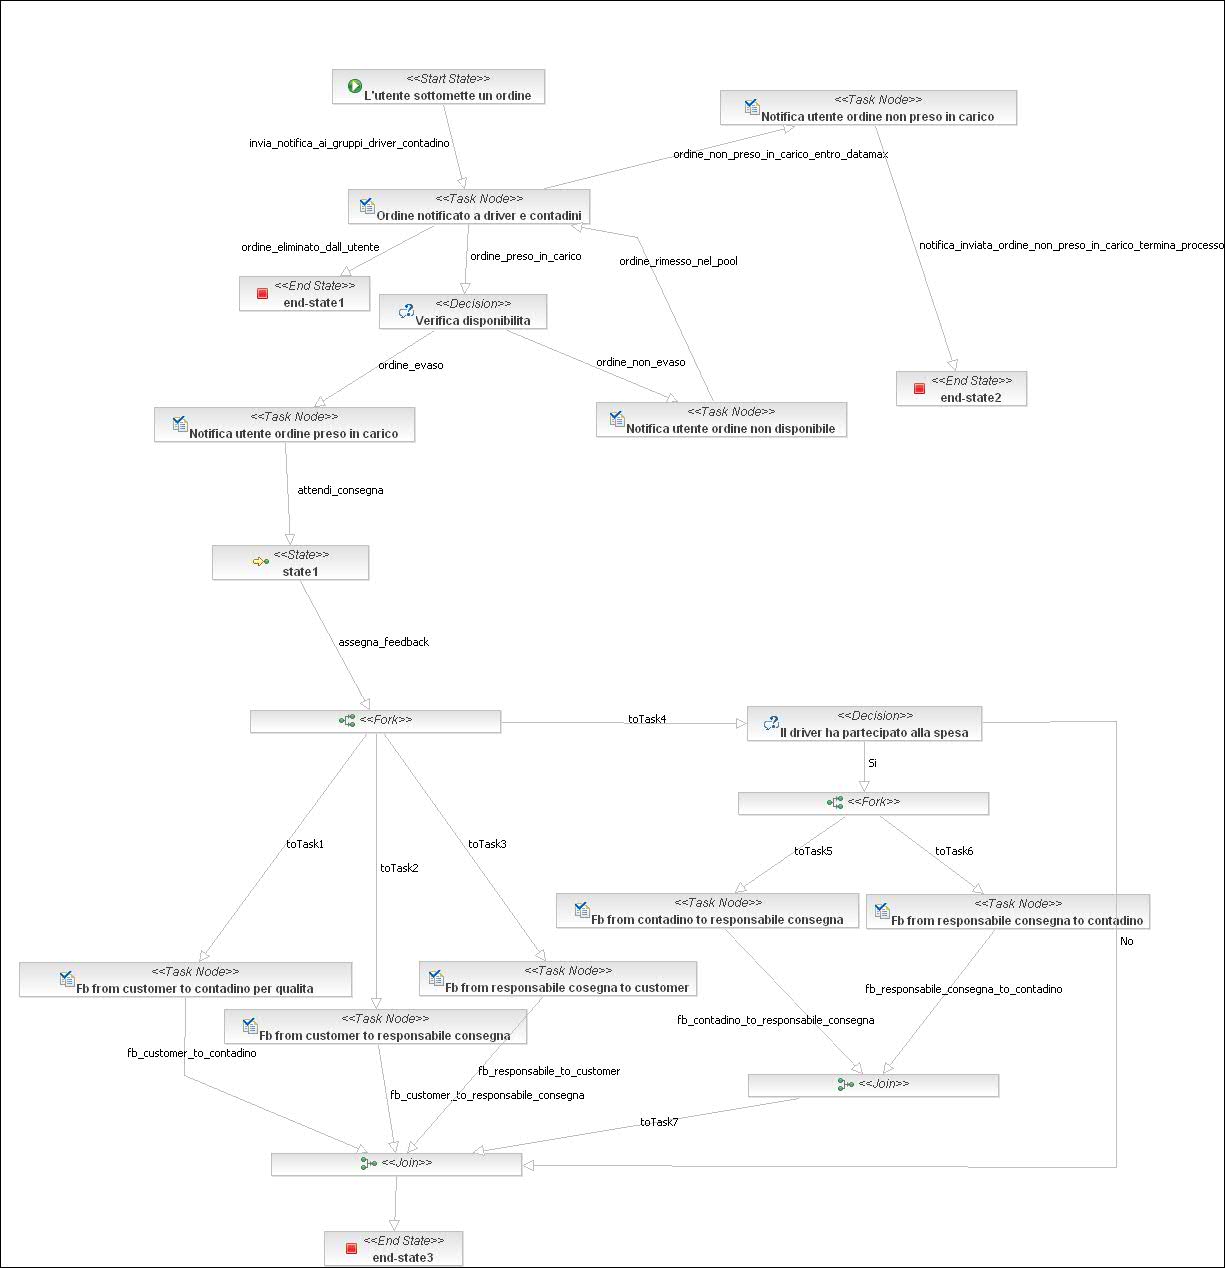 <<Start State>>
L'utente sottomette un ordine
<<Task Node>>
Notifica utente ordine non preso in carico
invia_notifica_ai_gruppi_driver_contadino
ordine_non_preso_in_carico_entro_datamax
<<Task Node>>
Ordine notificato a driver e contadini
ordine_eliminato_dall_utente
ordine_preso_in_carico
ordine_rimesso_nel_pool
notifica_inviata_ordine_non_preso_in_carico_termina_processo
<<End State>>
end-state1
<<Decision>>
Verifica disponibilita
ordine_evaso
ordine_non_evaso
<<End State>>
end-state2
<<Task Node>>
Notifica utente ordine preso in carico
<<Task Node>>
Notifica utente ordine non disponibile
attendi_consegna
<<State>>
state1
assegna_feedback
<<Fork>>
toTask4
<<Decision>>
Il driver ha partecipato alla spesa
Si
<<Fork>>
toTask1
toTask2
toTask3
toTask5
toTask6
<<Task Node>>
Fb from contadino to responsabile consegna
<<Task Node>>
Fb from responsabile consegna to contadino
No
<<Task Node>>
Fb from customer to contadino per qualita
<<Task Node>>
Fb from responsabile cosegna to customer
fb_responsabile_consegna_to_contadino
<<Task Node>>
Fb from customer to responsabile consegna
fb_contadino_to_responsabile_consegna
fb_customer_to_contadino
fb_responsabile_to_customer
fb_customer_to_responsabile_consegna
<<Join>>
toTask7
<<Join>>
<<End State>>
end-state3